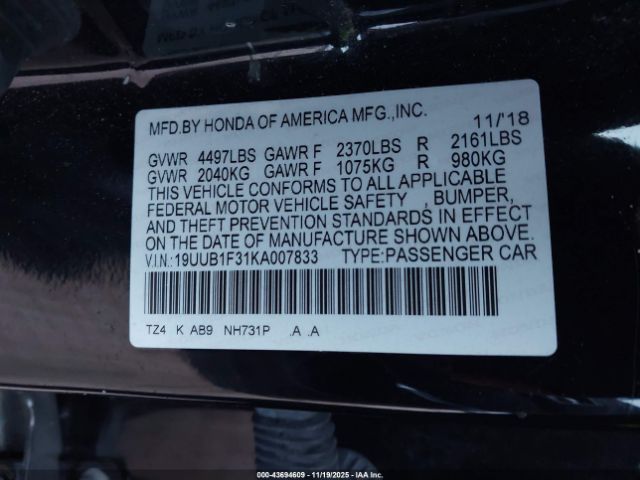 MFD.BY HONDA OF AMERICA MFG.,INC. 11/'18
GVWR 4497LBS GAWR F 2370LBS R 2161LBS
GVWR 2040KG GAWR F 1075KG R 980KG
THIS VEHICLE CONFORMS TO ALL APPLICABLE
FEDERAL MOTOR VEHICLE SAFETY , BUMPER,
AND THEFT PREVENTION STANDARDS IN EFFECT
ON THE DATE OF MANUFACTURE SHOWN ABOVE.
V.I.N.:19UUB1F31KA007833 TYPE:PASSENGER CAR
TZ4 K AB9 NH731P .A .A
000-43694609 - 11/19/2025 - IAA Inc.